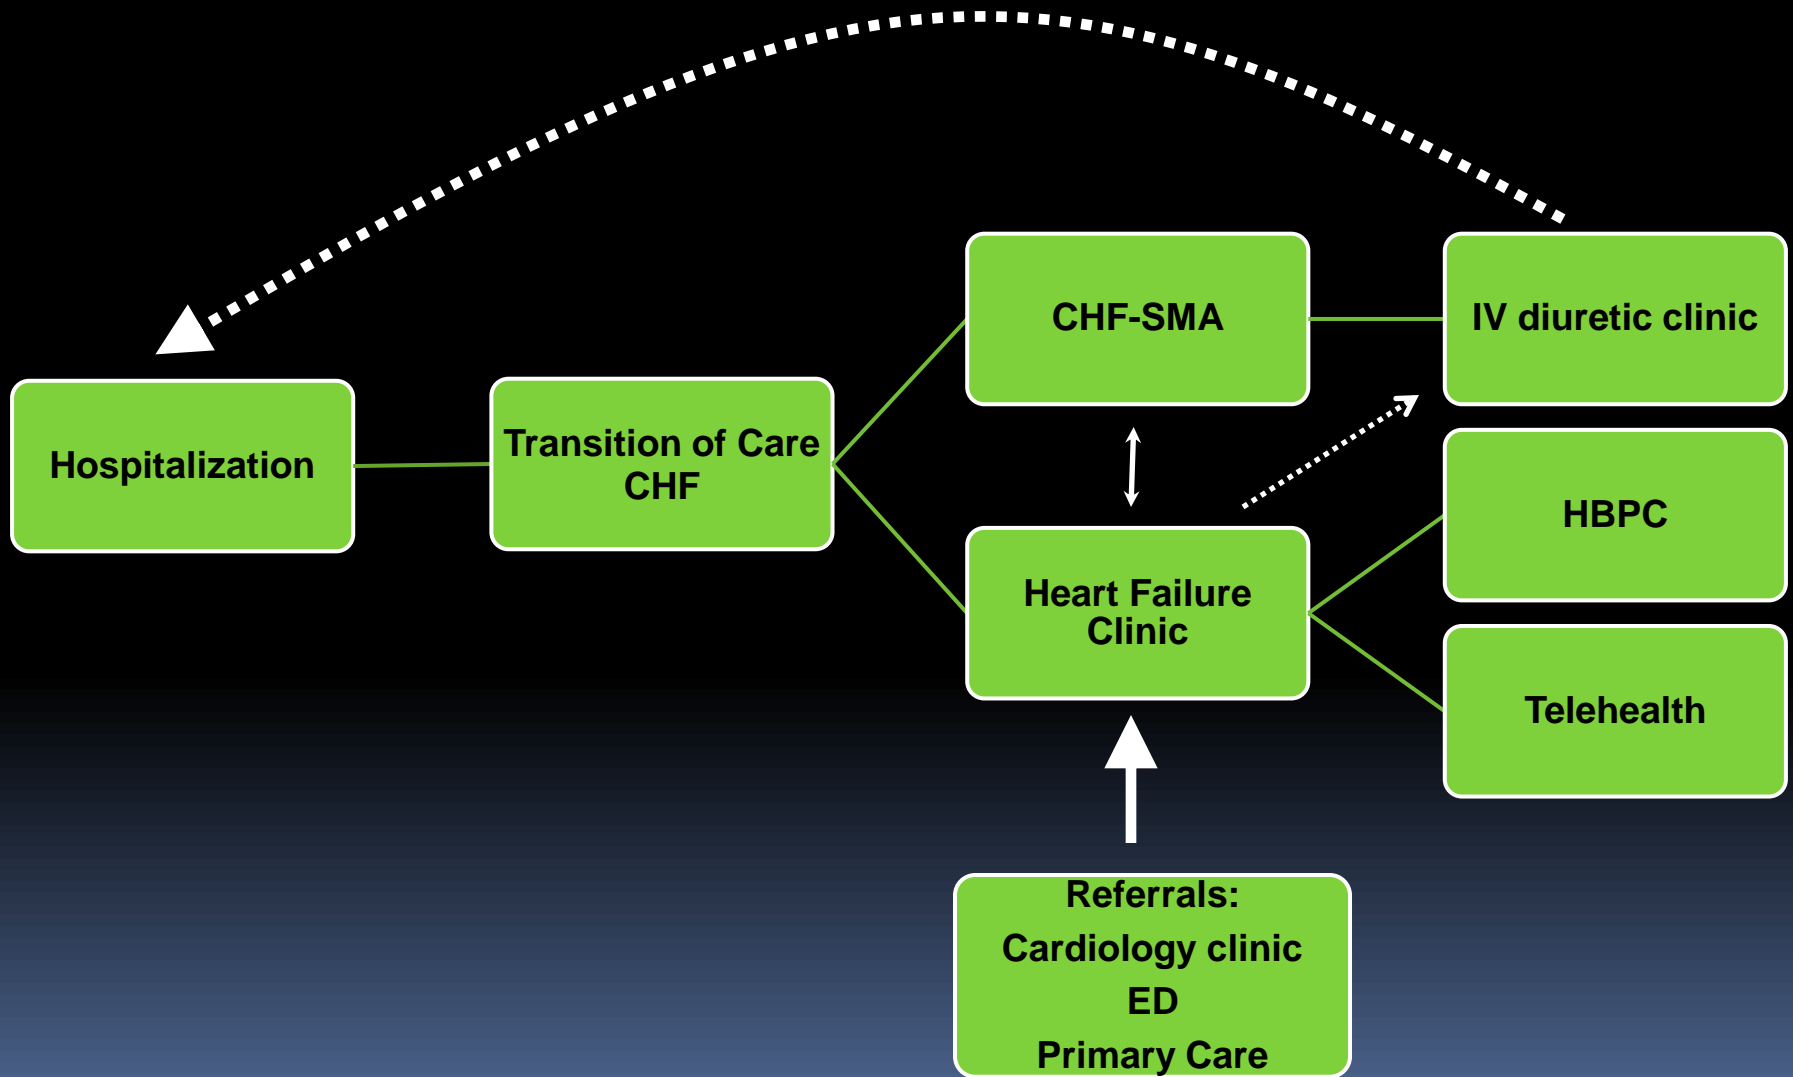 Hospitalization
Transition of Care
CHF
CHF-SMA
Heart Failure
Clinic
IV diuretic clinic
HBPC
Telehealth
Referrals:
Cardiology clinic
ED
Primary Care